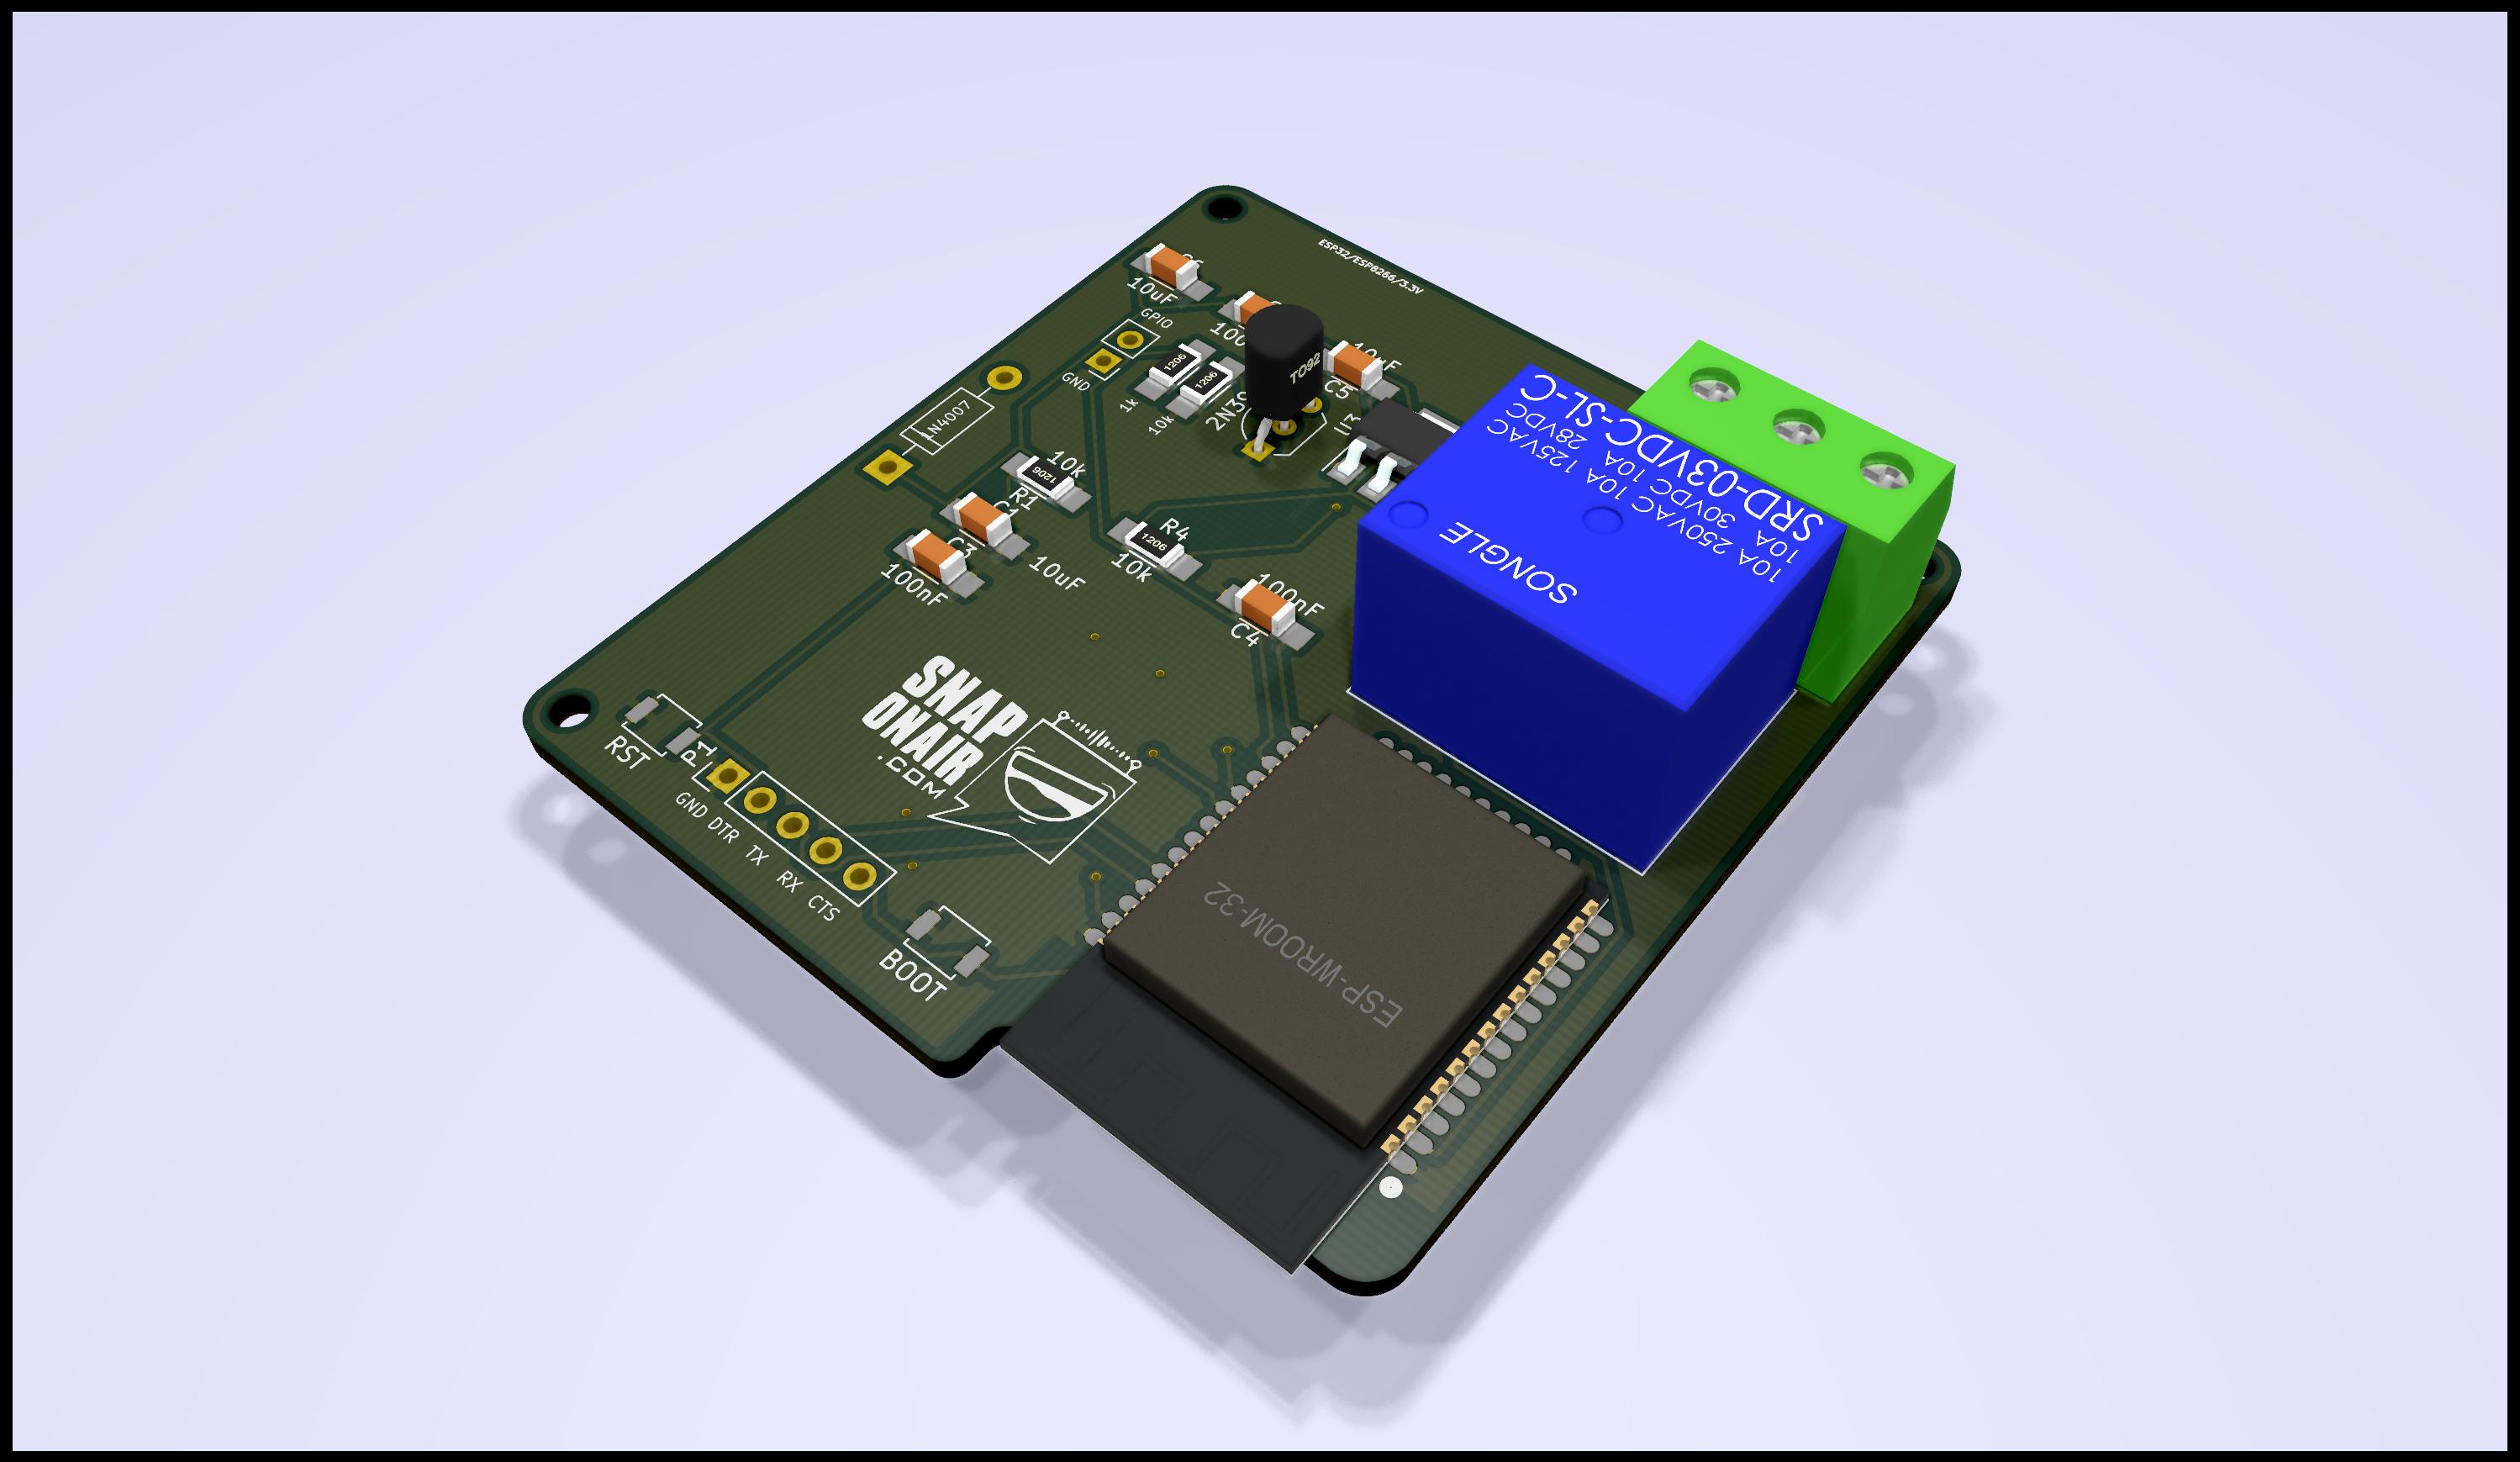 ESP32/ESP8266/3.3V
10uF
GPIO
GND
1206
1206
1k
10k
TO92
C5
1N4007
10k
1206
R1
C1
C3
100nF
10uF
R4
1206
10k
100nF
C4
SRD-03VDC-SL-C
10A 30VDC 10A 28VDC
10A 250VAC 10A 125VAC
SONGLE
SNAP
ONAIR
.COM
RST
P1
GND DTR TX RX CTS
BOOT
ESP-WROOM-32